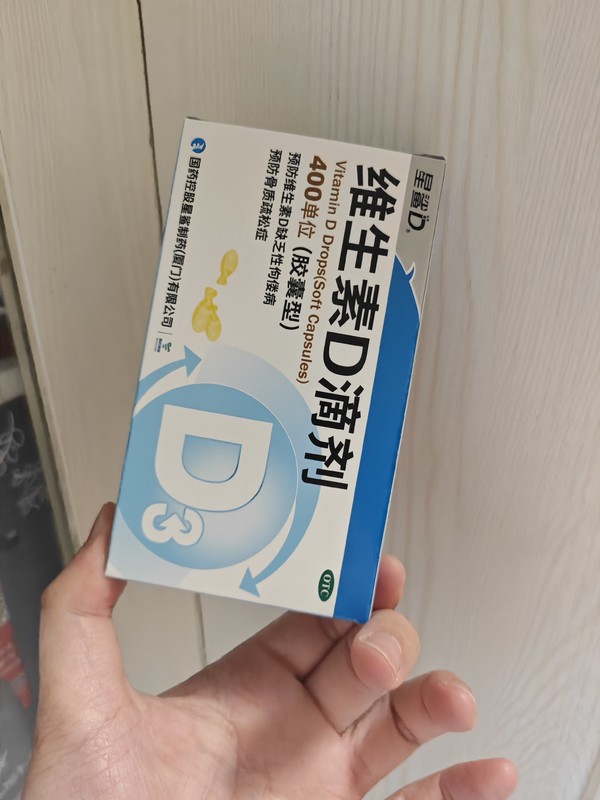 星鲨D®
维生素D滴剂
Vitamin D Drops(Soft Capsules)
400单位(胶囊型)
预防维生素D缺乏性佝偻病
预防骨质疏松症
D3
OTC
国药控股星鲨制药(厦门)有限公司